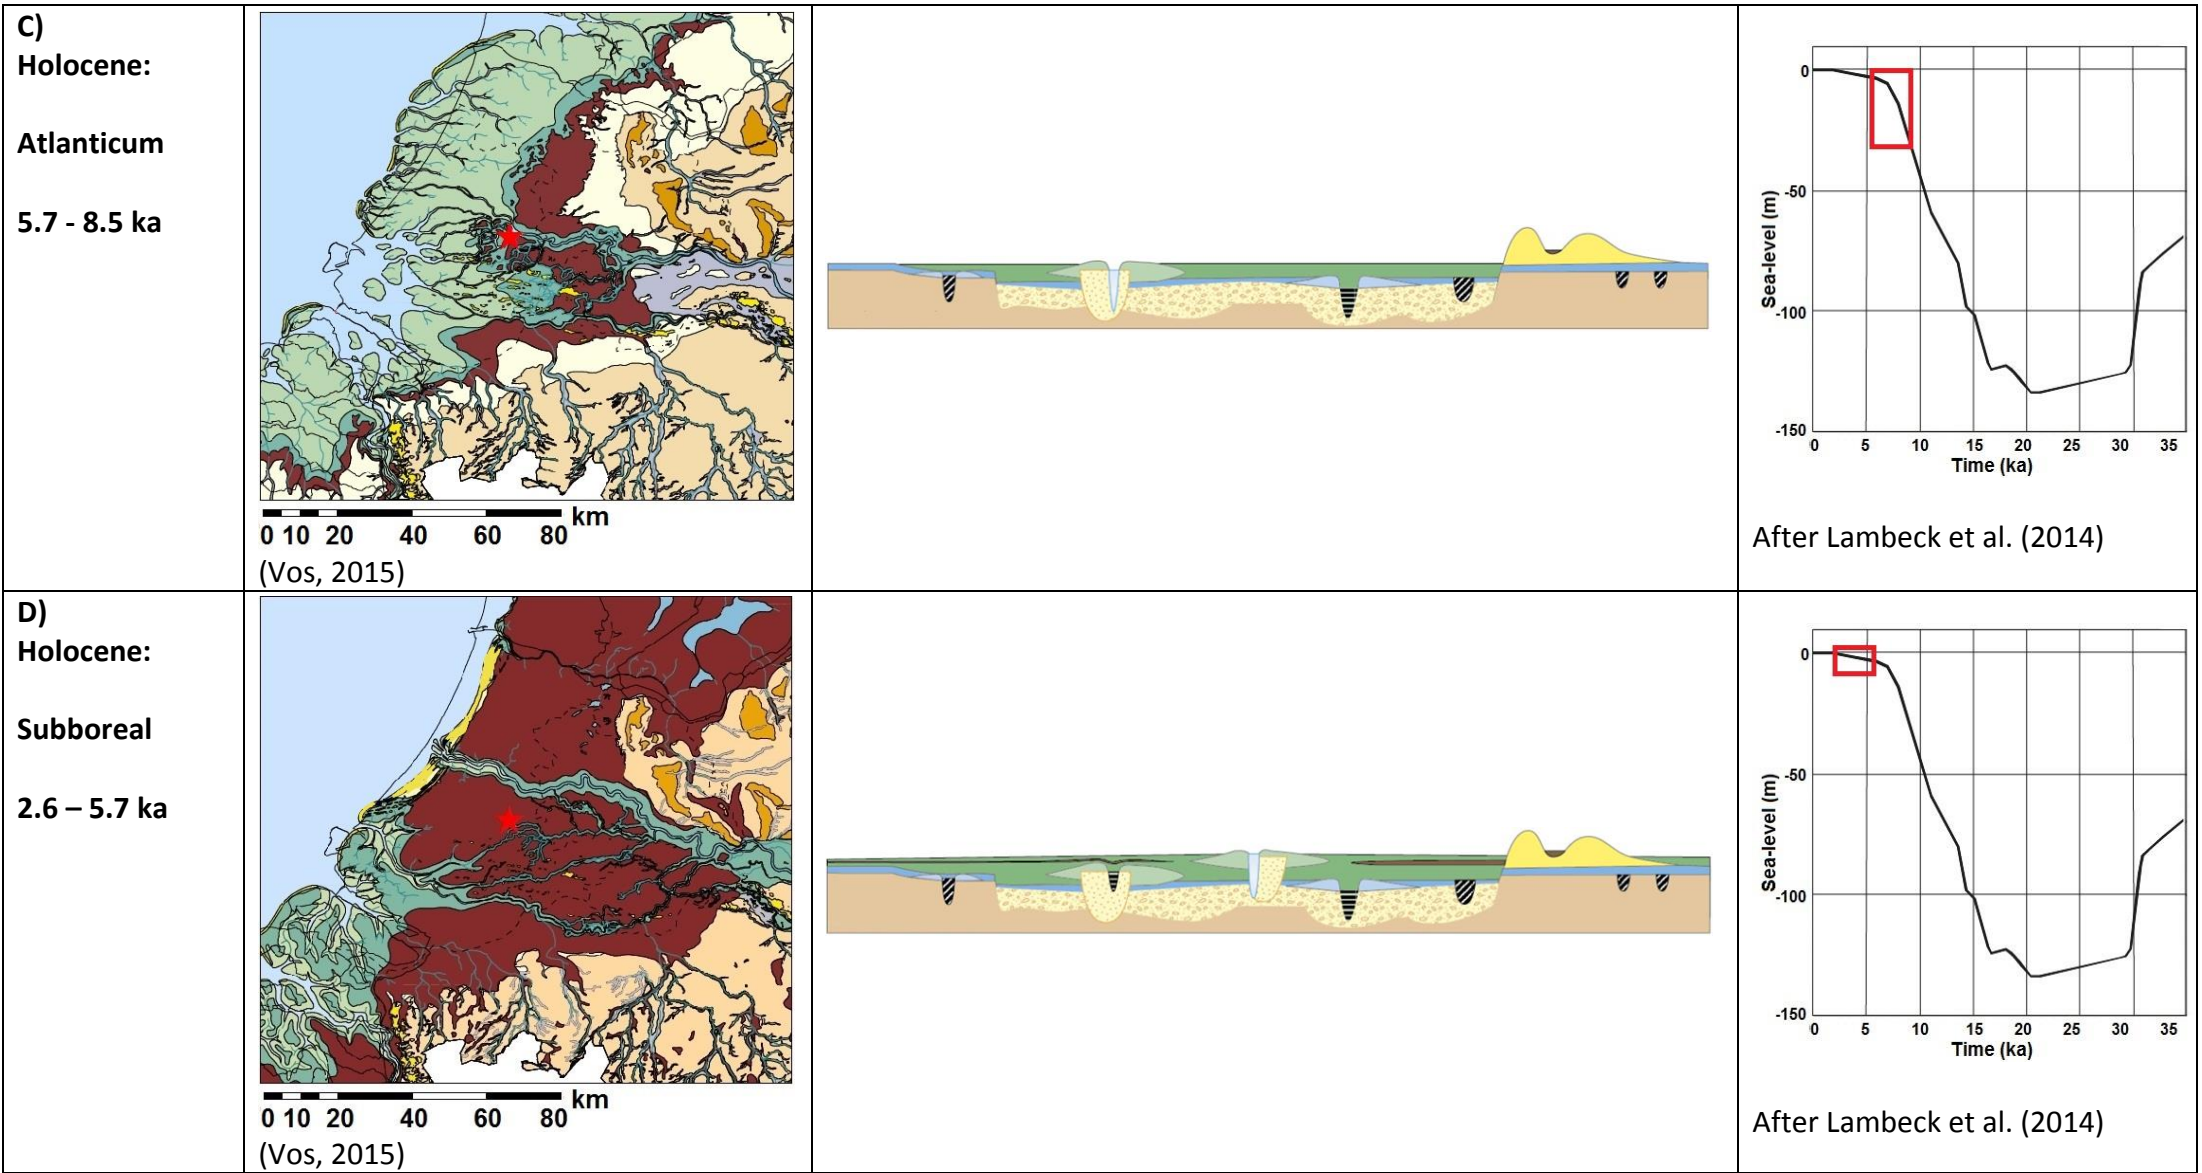 C)
Holocene:
Atlanticum
5.7 - 8.5 ka
0 10 20 40 60 80 km
(Vos, 2015)
0
-50
-100
-150
Sea-level (m)
0 5 10 15 20 25 30 35
Time (ka)
After Lambeck et al. (2014)
D)
Holocene:
Subboreal
2.6 – 5.7 ka
0 10 20 40 60 80 km
(Vos, 2015)
0
-50
-100
-150
Sea-level (m)
0 5 10 15 20 25 30 35
Time (ka)
After Lambeck et al. (2014)